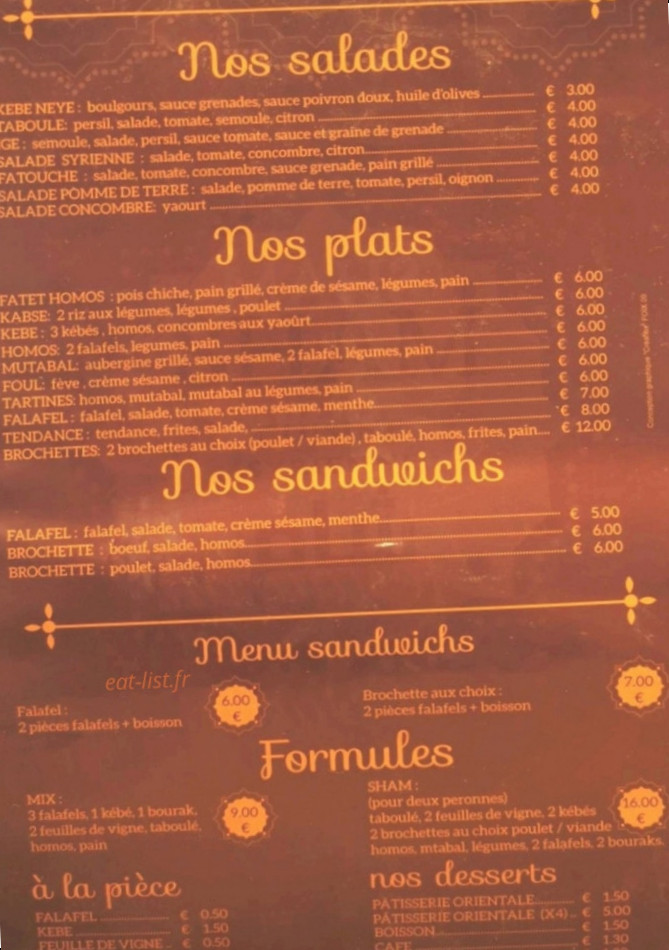 Nos salades
KEBE NEYE : boulgours, sauce grenades, sauce poivron doux, huile d'olives € 3.00
TABOULE: persil, salade, tomate, semoule, citron € 4.00
IGE : semoule, salade, persil, sauce tomate, sauce et graine de grenade € 4.00
SALADE SYRIENNE : salade, tomate, concombre, citron € 4.00
FATOUCHE : salade, tomate, concombre, sauce grenade, pain grillé € 4.00
SALADE POMME DE TERRE : salade, pomme de terre, tomate, persil, oignon € 4.00
SALADE CONCOMBRE: yaourt € 4.00
Nos plats
FATET HOMOS : pois chiche, pain grillé, crème de sésame, légumes, pain € 6.00
KABSE: 2 riz aux légumes, légumes , poulet € 6.00
KEBE : 3 kébés , homos, concombres aux yaoûrt € 6.00
HOMOS: 2 falafels, legumes, pain € 6.00
MUTABAL: aubergine grillé, sauce sésame, 2 falafel, légumes, pain € 6.00
FOUL: fève , crème sésame , citron € 6.00
TARTINES: homos, mutabal, mutabal au légumes, pain € 6.00
FALAFEL : falafel, salade, tomate, crème sésame, menthe € 7.00
TENDANCE : tendance, frites, salade, € 8.00
BROCHETTES: 2 brochettes au choix (poulet / viande) , taboulé, homos, frites, pain.... € 12.00
Nos sandwichs
FALAFEL : falafel, salade, tomate, crème sésame, menthe € 5.00
BROCHETTE : boeuf, salade, homos € 6.00
BROCHETTE : poulet, salade, homos € 6.00
Menu sandwichs
eat-list.fr
Falafel :
2 pièces falafels + boisson
6.00
€
Brochette aux choix :
2 pièces falafels + boisson
7.00
€
Formules
MIX :
3 falafels, 1 kébé, 1 bourak,
2 feuilles de vigne, taboulé,
homos, pain
9.00
€
SHAM :
(pour deux peronnes)
taboulé, 2 feuilles de vigne, 2 kébés
2 brochettes au choix poulet / viande
homos, mtabal, légumes, 2 falafels, 2 bouraks.
16.00
€
à la pièce
FALAFEL € 0.50
KEBE € 1.50
FEUILLE DE VIGNE € 0.50
nos desserts
PÂTISSERIE ORIENTALE € 1.50
PÂTISSERIE ORIENTALE (X4) € 5.00
BOISSON € 1.50
CAFE € 1.30